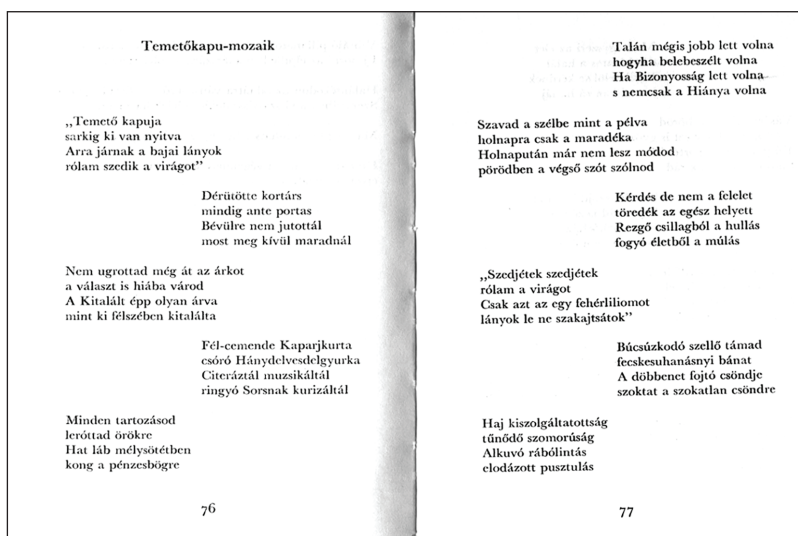 Temetőkapu-mozaik
„Temető kapuja
sarkig ki van nyitva
Arra járnak a bajai lányok
rólam szedik a virágot”
Dérütötte kortárs
mindig ante portas
Bévülre nem jutottál
most meg kívül maradnál
Nem ugrottad még át az árkot
a választ is hiába várod
A Kitalált épp olyan árva
mint ki félszében kitalálta
Fél-cemende Kaparjkurta
csóró Hánydelvesdelgyurka
Citeráztál muzsikáltál
ringyó Sorsnak kurizáltál
Minden tartozásod
leróttad örökre
Hat láb mélysötétben
kong a pénzesbögre
76
Talán mégis jobb lett volna
hogyha belebeszélt volna
Ha Bizonyosság lett volna
s nemcsak a Hiánya volna
Szavad a szélbe mint a pélva
holnapra csak a maradéka
Holnapután már nem lesz módod
pörödben a végső szót szólnod
Kérdés de nem a felelet
töredék az egész helyett
Rezgő csillagból a hullás
fogyó életből a múlás
„Szedjétek szedjétek
rólam a virágot
Csak azt az egy fehérliliomot
lányok le ne szakajtsátok”
Búcsúzkodó szellő támad
fecskesuhanásnyi bánat
A döbbenet fojtó csöndje
szoktat a szokatlan csöndre
Haj kiszolgáltatottság
tűnődő szomorúság
Alkuvó rábólintás
elodázott pusztulás
77